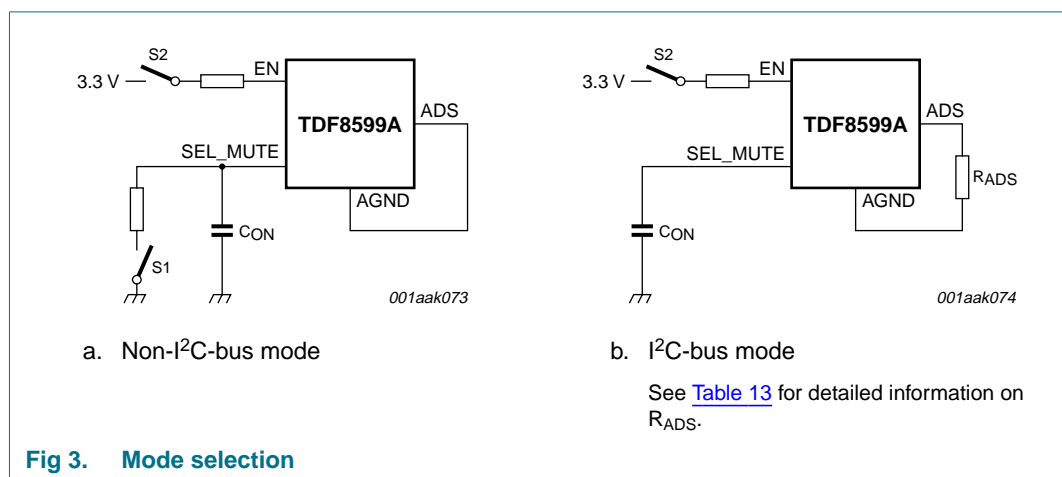 S2
3.3 V
EN
TDF8599A
ADS
SEL_MUTE
AGND
CON
S1
001aak073
a. Non-I²C-bus mode
S2
3.3 V
EN
TDF8599A
ADS
SEL_MUTE
RADS
AGND
CON
001aak074
b. I²C-bus mode
See Table 13 for detailed information on
RADS.
Fig 3. Mode selection